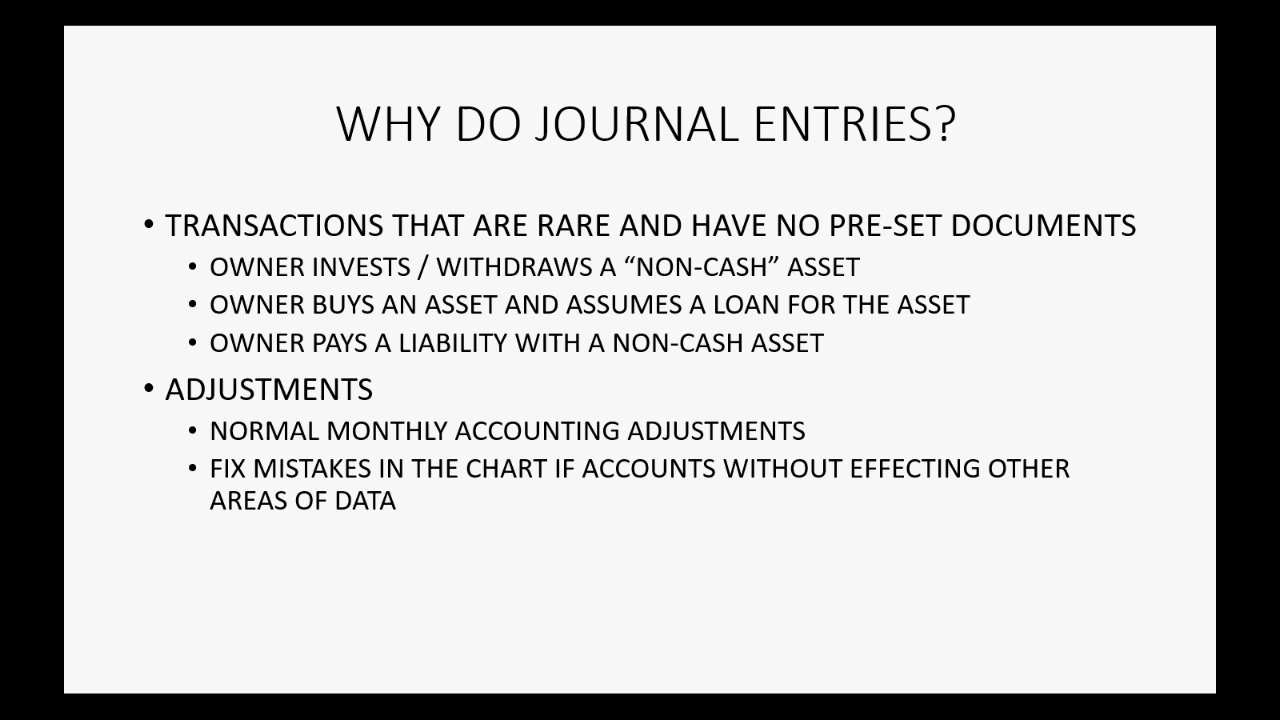 WHY DO JOURNAL ENTRIES?
• TRANSACTIONS THAT ARE RARE AND HAVE NO PRE-SET DOCUMENTS
• OWNER INVESTS / WITHDRAWS A “NON-CASH” ASSET
• OWNER BUYS AN ASSET AND ASSUMES A LOAN FOR THE ASSET
• OWNER PAYS A LIABILITY WITH A NON-CASH ASSET
• ADJUSTMENTS
• NORMAL MONTHLY ACCOUNTING ADJUSTMENTS
• FIX MISTAKES IN THE CHART IF ACCOUNTS WITHOUT EFFECTING OTHER
AREAS OF DATA